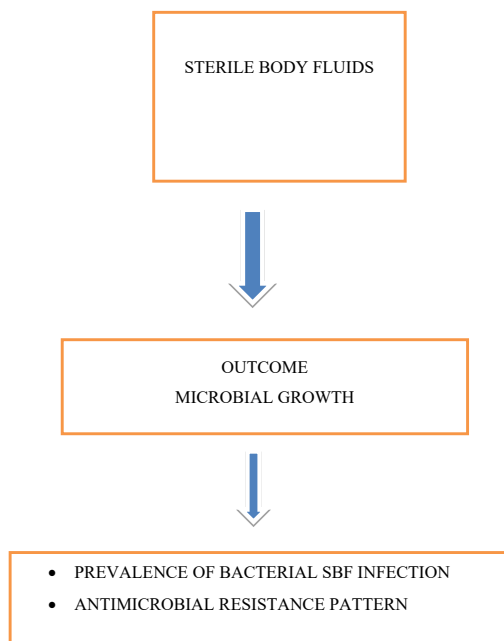 STERILE BODY FLUIDS
OUTCOME
MICROBIAL GROWTH
• PREVALENCE OF BACTERIAL SBF INFECTION
• ANTIMICROBIAL RESISTANCE PATTERN